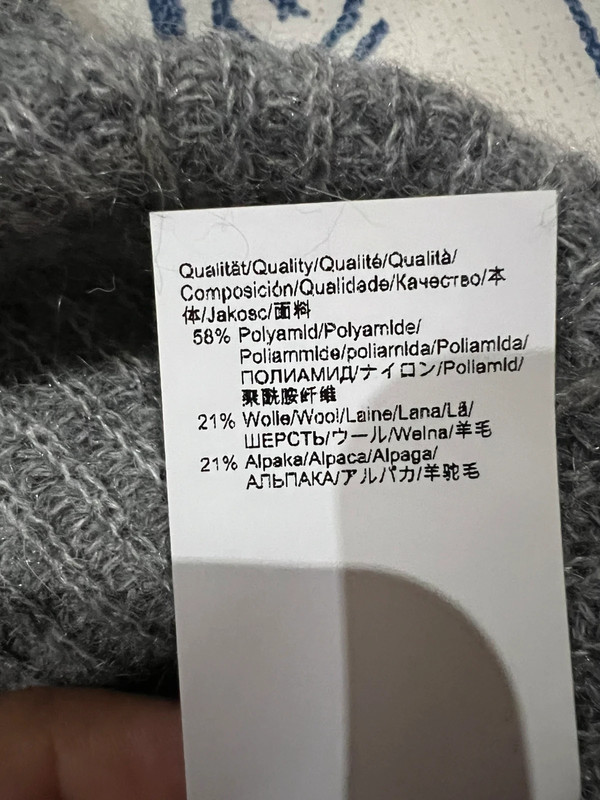 Qualität/Quality/Qualité/Qualità/
Composición/Qualidade/Качество/本
体/Jakosc/面料
58% Polyamid/Polyamide/
Poliammide/poliamida/Poliamida/
ПОЛИАМИД/ナイロン/Poliamid/
聚酰胺纤维
21% Wolle/Wool/Laine/Lana/Lã/
ШЕРСТЬ/ウール/Welna/羊毛
21% Alpaka/Alpaca/Alpaga/
АЛЬПАКА/アルパカ/羊驼毛